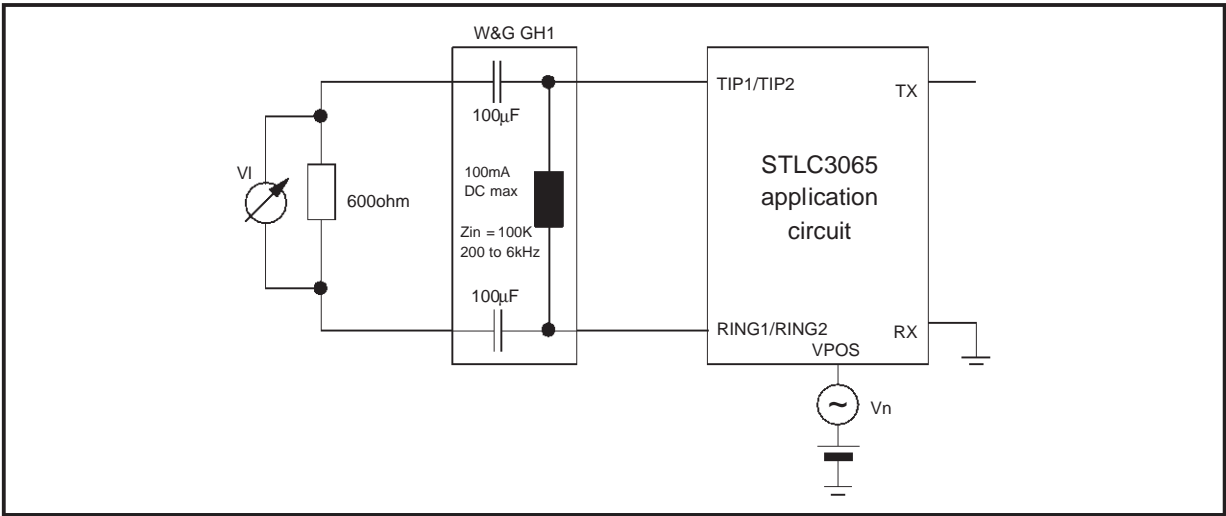 W&G GH1
100μF
TIP1/TIP2
TX
VI
600ohm
100mA
DC max
Zin = 100K
200 to 6kHz
STLC3065
application
circuit
100μF
RING1/RING2
RX
VPOS
~
Vn